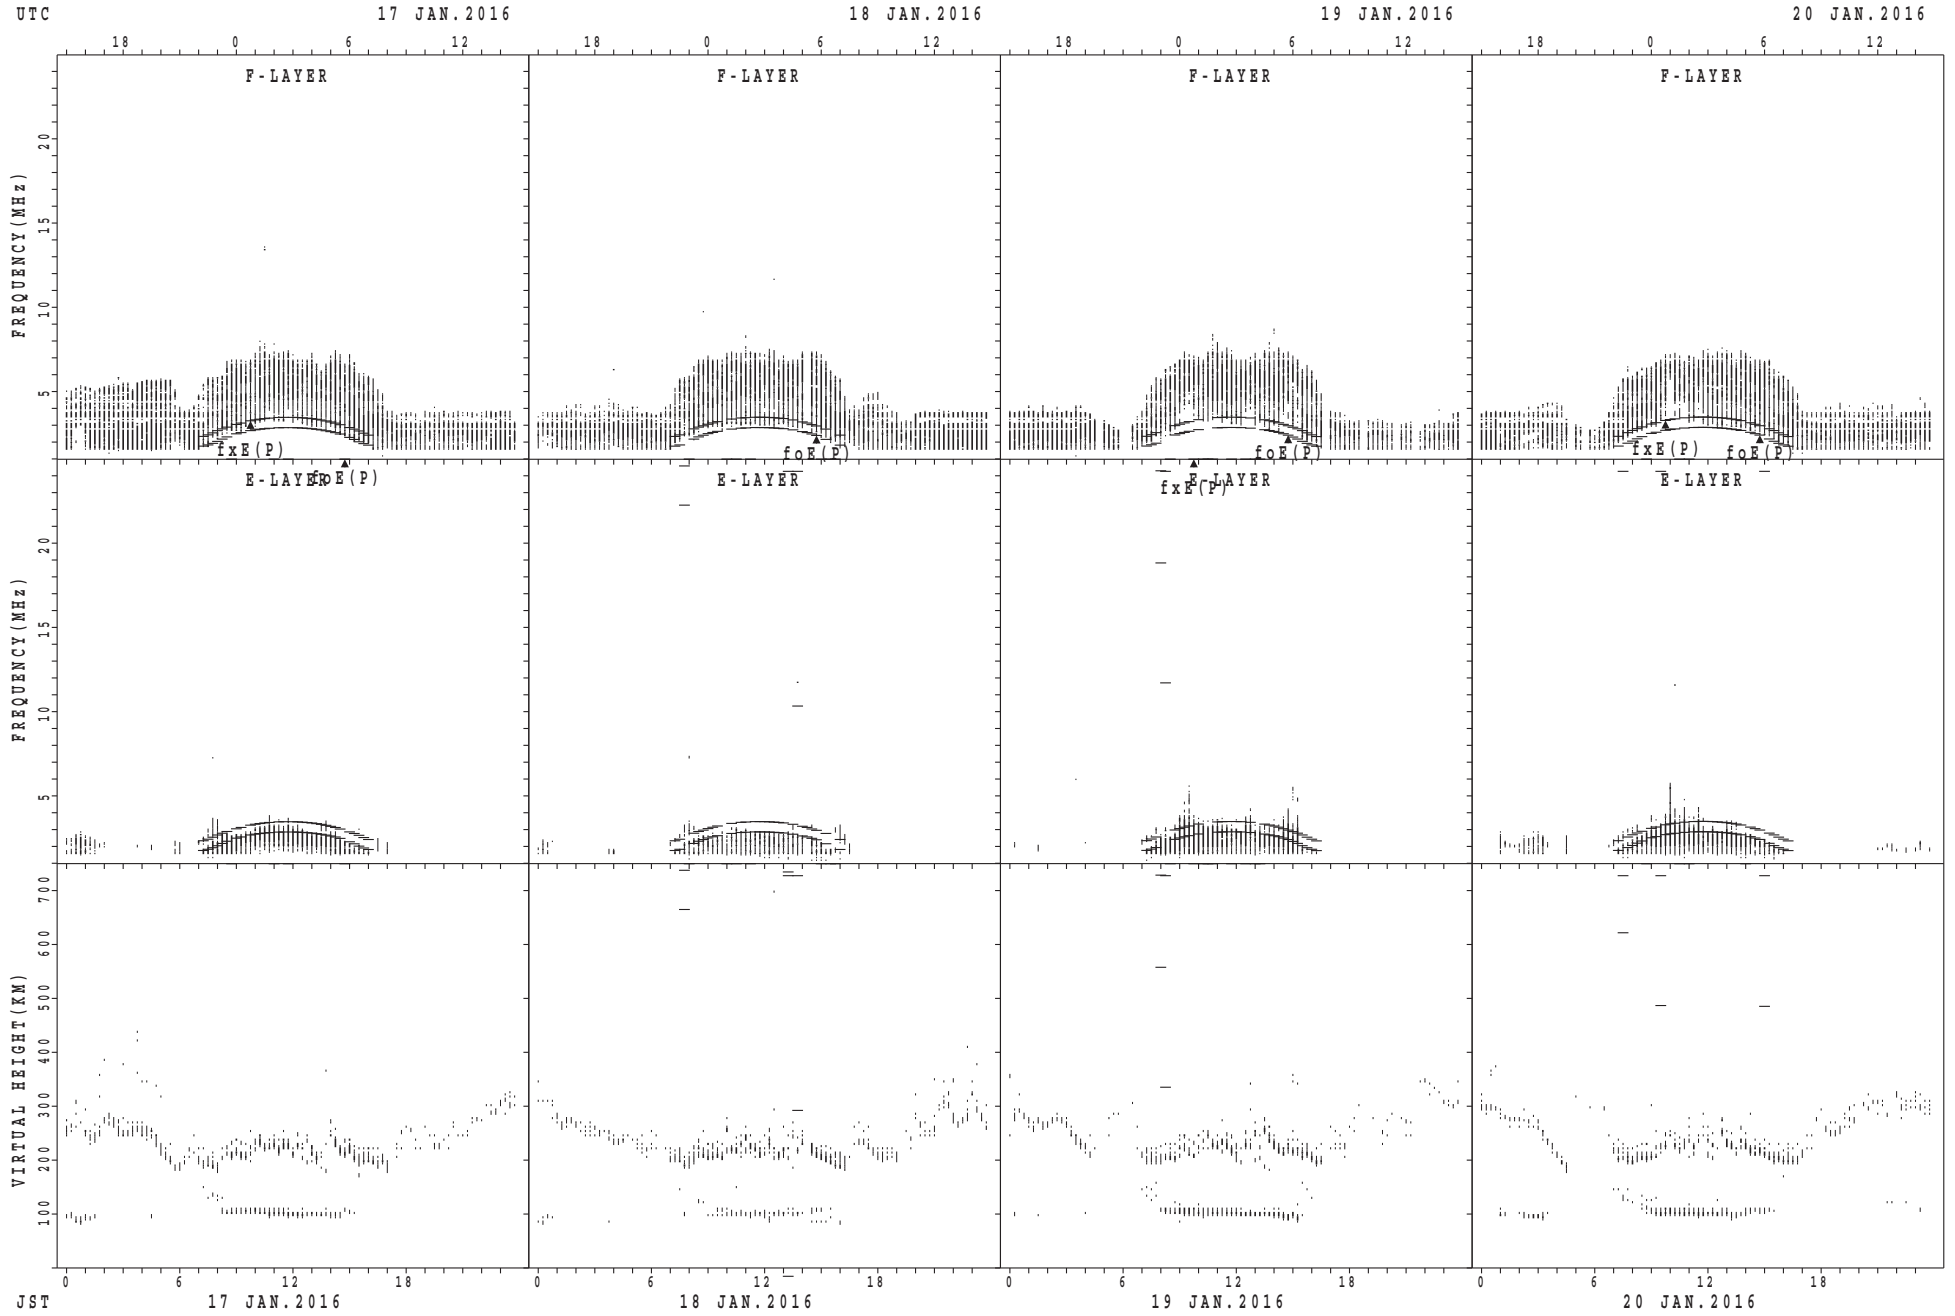 UTC 17 JAN.2016 18 JAN.2016 19 JAN.2016 20 JAN.2016
18 0 6 12 18 0 6 12 18 0 6 12 18 0 6 12
F-LAYER F-LAYER F-LAYER F-LAYER
FREQUENCY(MHz)
20
15
10
5
fxE(P) foE(P) foE(P) fxE(P) foE(P)
E-LAYER foE(P) E-LAYER E-LAYER E-LAYER
fxE(P)
FREQUENCY(MHz)
20
15
10
5
VIRTUAL HEIGHT(KM)
700
600
500
400
300
200
100
0 6 12 18 0 6 12 18 0 6 12 18 0 6 12 18
JST 17 JAN.2016 18 JAN.2016 19 JAN.2016 20 JAN.2016